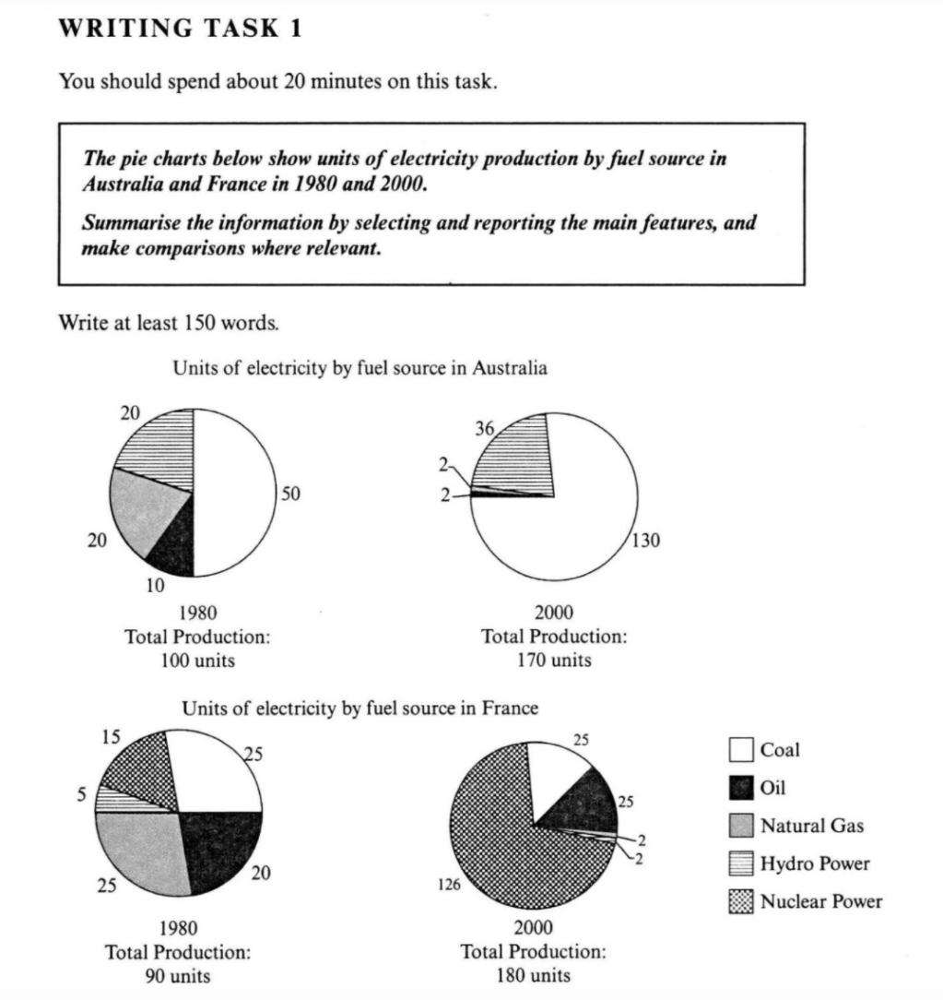 WRITING TASK 1
You should spend about 20 minutes on this task.
The pie charts below show units of electricity production by fuel source in
Australia and France in 1980 and 2000.
Summarise the information by selecting and reporting the main features, and
make comparisons where relevant.
Write at least 150 words.
Units of electricity by fuel source in Australia
20
50
20
10
1980
Total Production:
100 units
36
2
2
130
2000
Total Production:
170 units
Units of electricity by fuel source in France
15
25
5
25
20
1980
Total Production:
90 units
25
25
2
2
126
2000
Total Production:
180 units
Coal
Oil
Natural Gas
Hydro Power
Nuclear Power